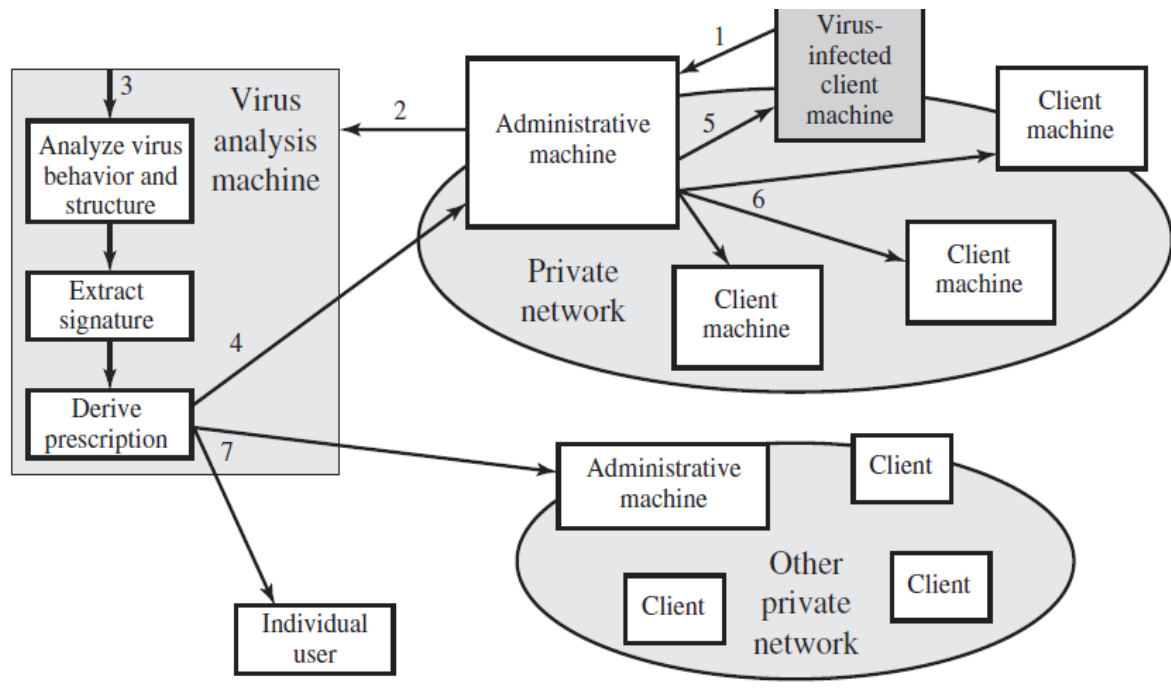 1
Virus-
infected
client
machine
3
Virus
analysis
machine
2
Administrative
machine
5
Client
machine
Analyze virus
behavior and
structure
6
Client
machine
Private
network
Client
machine
Extract
signature
4
Derive
prescription
7
Administrative
machine
Client
Other
private
network
Client
Client
Individual
user